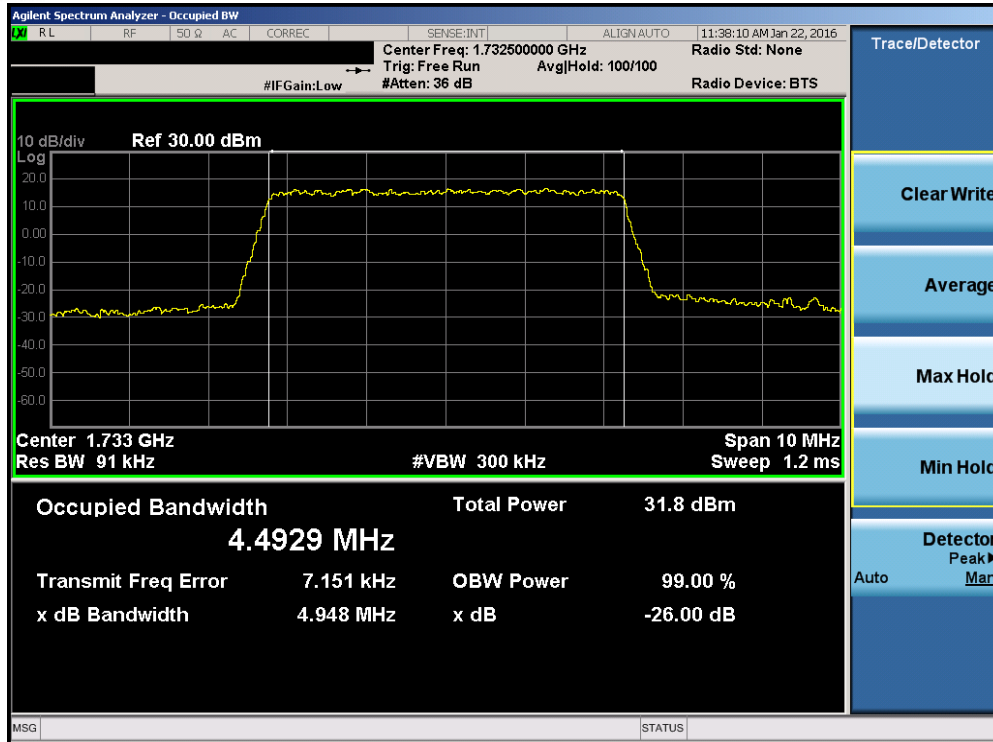 Agilent Spectrum Analyzer - Occupied BW
LXI RL RF 50 Ω AC CORREC SENSE:INT ALIGN AUTO 11:38:10 AM Jan 22, 2016
Center Freq: 1.732500000 GHz Radio Std: None
Trig: Free Run Avg|Hold: 100/100
#IFGain:Low #Atten: 36 dB Radio Device: BTS
10 dB/div Ref 30.00 dBm
Log
20.0
10.0
0.00
-10.0
-20.0
-30.0
-40.0
-50.0
-60.0
Center 1.733 GHz Span 10 MHz
Res BW 91 kHz #VBW 300 kHz Sweep 1.2 ms
Occupied Bandwidth Total Power 31.8 dBm
4.4929 MHz
Transmit Freq Error 7.151 kHz OBW Power 99.00 %
x dB Bandwidth 4.948 MHz x dB -26.00 dB
MSG STATUS
Trace/Detector
Clear Write
Average
Max Hold
Min Hold
Detector
Peak▶
Auto Man